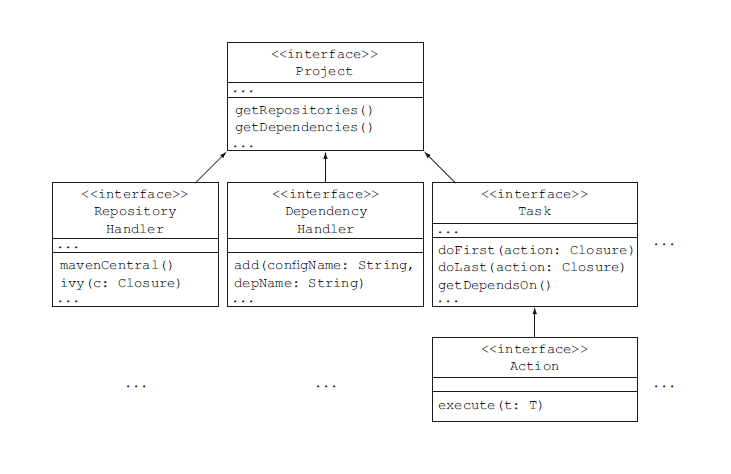 <<interface>>
Project
...
getRepositories()
getDependencies()
...
<<interface>>
Repository
Handler
...
mavenCentral()
ivy(c: Closure)
...
<<interface>>
Dependency
Handler
add(configName: String,
depName: String)
...
<<interface>>
Task
...
doFirst(action: Closure)
doLast(action: Closure)
getDependsOn()
...
...
<<interface>>
Action
execute(t: T)
...
...
...